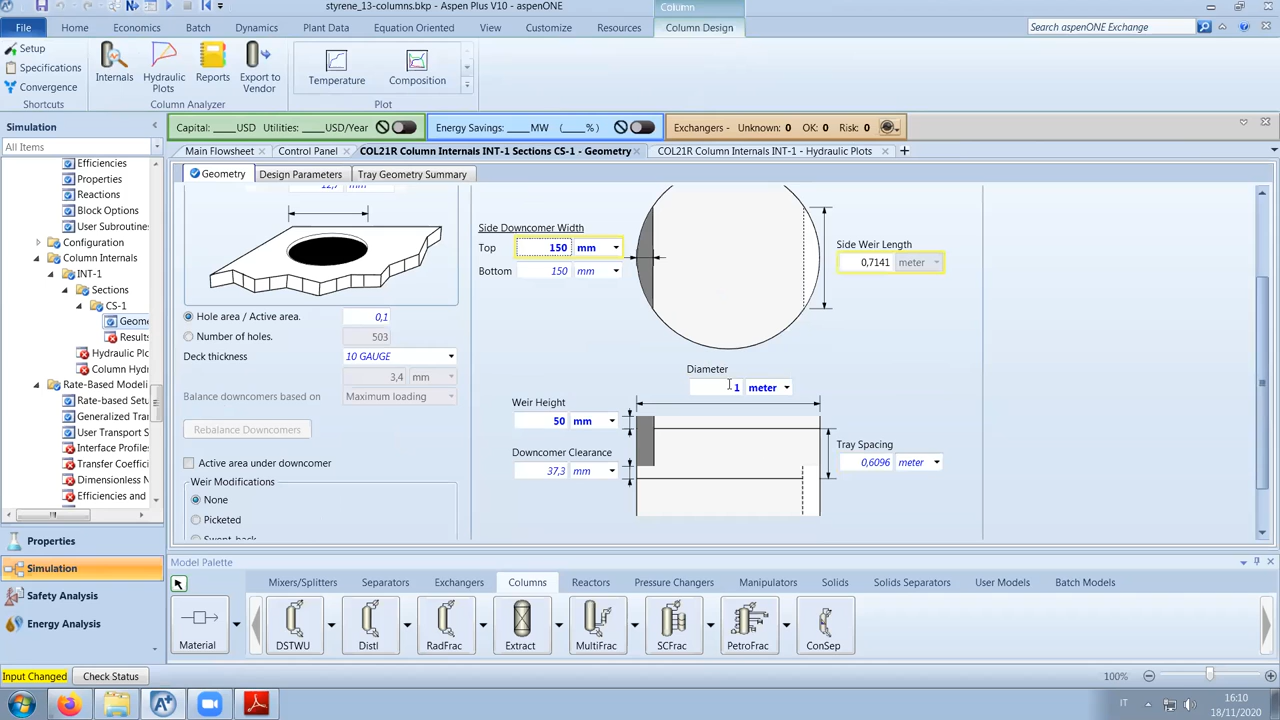 styrene_13-columns.bkp - Aspen Plus V10 - aspenONE
Column
File Home Economics Batch Dynamics Plant Data Equation Oriented View Customize Resources Column Design
Search aspenONE Exchange
Setup
Specifications
Convergence
Shortcuts
Internals
Hydraulic Plots
Reports
Export to Vendor
Column Analyzer
Temperature
Composition
Plot
Simulation
All Items
Capital: ____USD Utilities: ____USD/Year
Energy Savings: ____MW (____%)
Exchangers - Unknown: 0 OK: 0 Risk: 0
Main Flowsheet
Control Panel
COL21R Column Internals INT-1 Sections CS-1 - Geometry
COL21R Column Internals INT-1 - Hydraulic Plots
Efficiencies
Properties
Reactions
Block Options
User Subroutine
Configuration
Column Internals
INT-1
Sections
CS-1
Geome
Results
Hydraulic Plo
Column Hydr
Rate-Based Modeli
Rate-based Setu
Generalized Tra
User Transport S
Interface Profiles
Transfer Coeffici
Dimensionless N
Efficiencies and
Geometry
Design Parameters
Tray Geometry Summary
12,7 mm
Hole area / Active area. 0,1
Number of holes. 503
Deck thickness 10 GAUGE
3,4 mm
Balance downcomers based on Maximum loading
Rebalance Downcomers
Active area under downcomer
Weir Modifications
None
Picketed
Swept-back
Side Downcomer Width
Top 150 mm
Bottom 150 mm
Side Weir Length
0,7141 meter
Diameter
1 meter
Weir Height
50 mm
Downcomer Clearance
37,3 mm
Tray Spacing
0,6096 meter
Properties
Simulation
Safety Analysis
Energy Analysis
Model Palette
Mixers/Splitters Separators Exchangers Columns Reactors Pressure Changers Manipulators Solids Solids Separators User Models Batch Models
Material DSTWU Distl RadFrac Extract MultiFrac SCFrac PetroFrac ConSep
Input Changed
Check Status
100%
IT
16:10
18/11/2020